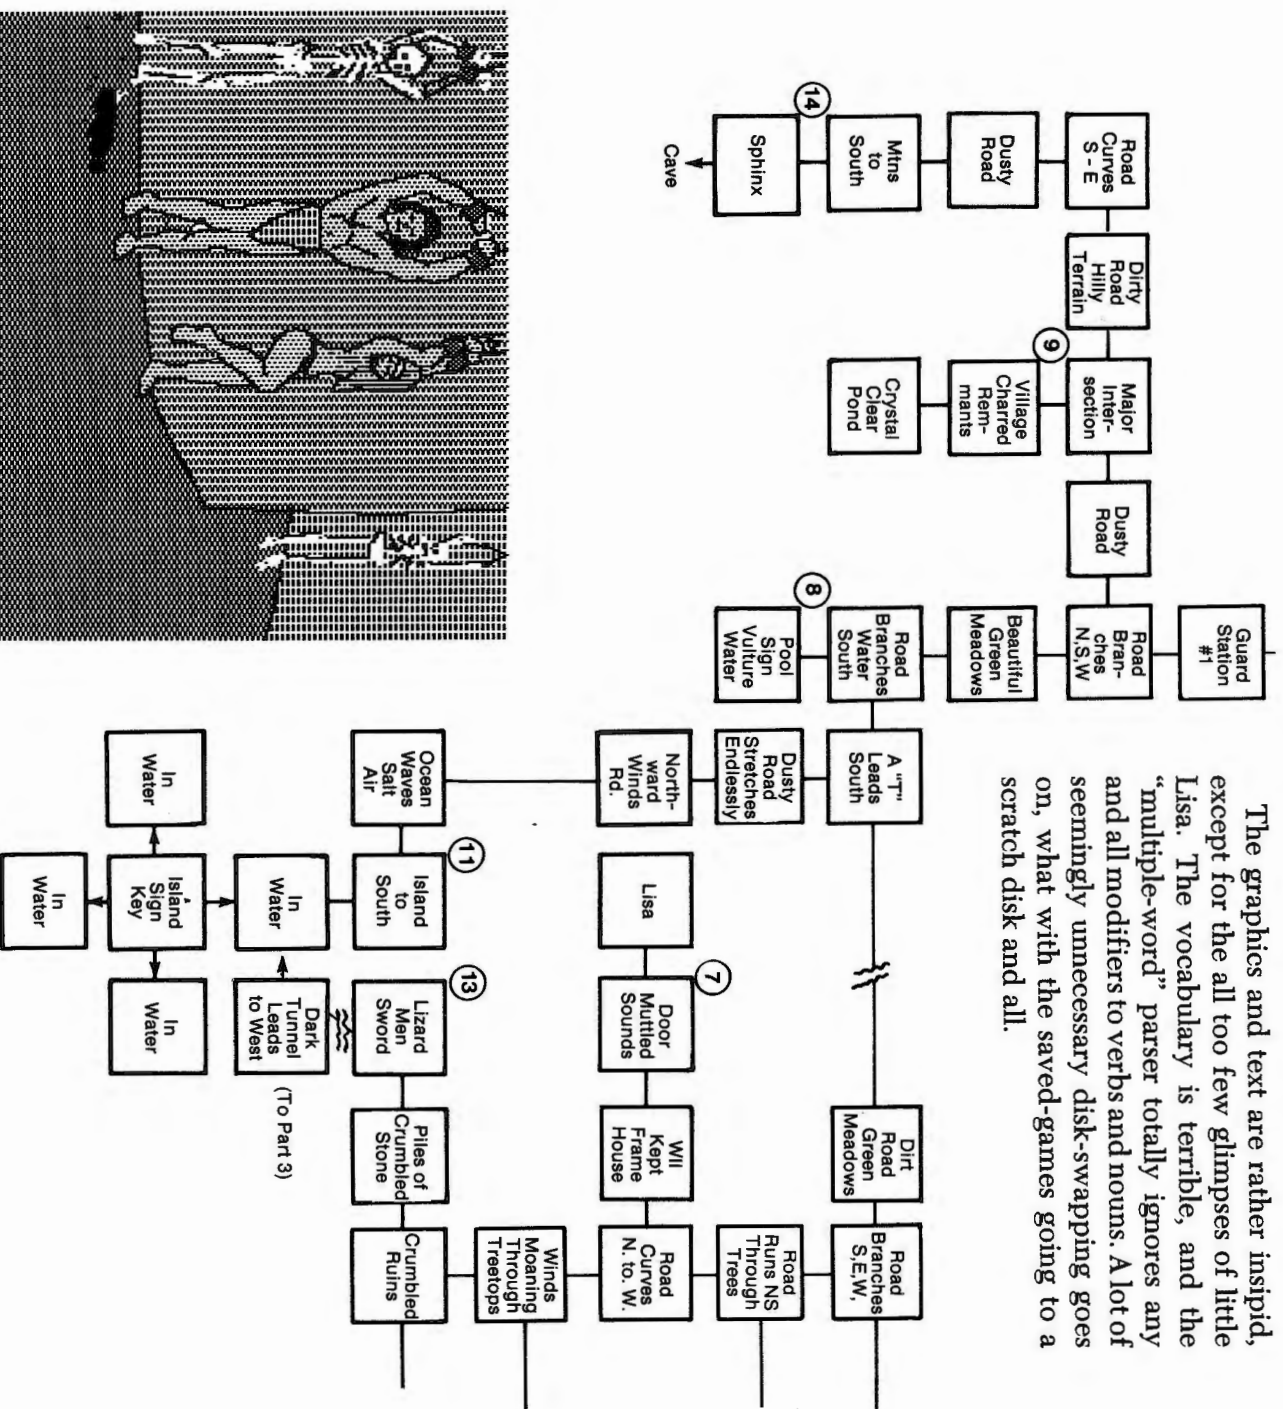 The graphics and text are rather insipid,
except for the all too few glimpses of little
Lisa. The vocabulary is terrible, and the
“multiple-word” parser totally ignores any
and all modifiers to verbs and nouns. A lot of
seemingly unnecessary disk-swapping goes
on, what with the saved-games going to a
scratch disk and all.
Guard
Station
#1
Road
Curves
S - E
Dirty
Road
Hilly
Terrain
Major
Inter-
section
Dusty
Road
Road
Bran-
ches
N,S,W
Dusty
Road
9
Village
Charred
Rem-
mants
Beautiful
Green
Meadows
Mtns
to
South
Crystal
Clear
Pond
Road
Branches
Water
South
A “T”
Leads
South
Dirt
Road
Green
Meadows
Road
Branches
S,E,W,
14
Sphinx
8
Pool
Sign
Vulture
Water
Dusty
Road
Stretches
Endlessly
Road
Runs NS
Through
Trees
Cave
North-
ward
Winds
Rd.
Lisa
7
Door
Muttled
Sounds
Wll
Kept
Frame
House
Road
Curves
N. to. W.
Winds
Moaning
Through
Treetops
Ocean
Waves
Salt
Air
11
Island
to
South
13
Lizard
Men
Sword
Piles of
Crumbled
Stone
Crumbled
Ruins
In
Water
Dark
Tunnel
Leads
to West
(To Part 3)
In
Water
Island
Sign
Key
In
Water
In
Water